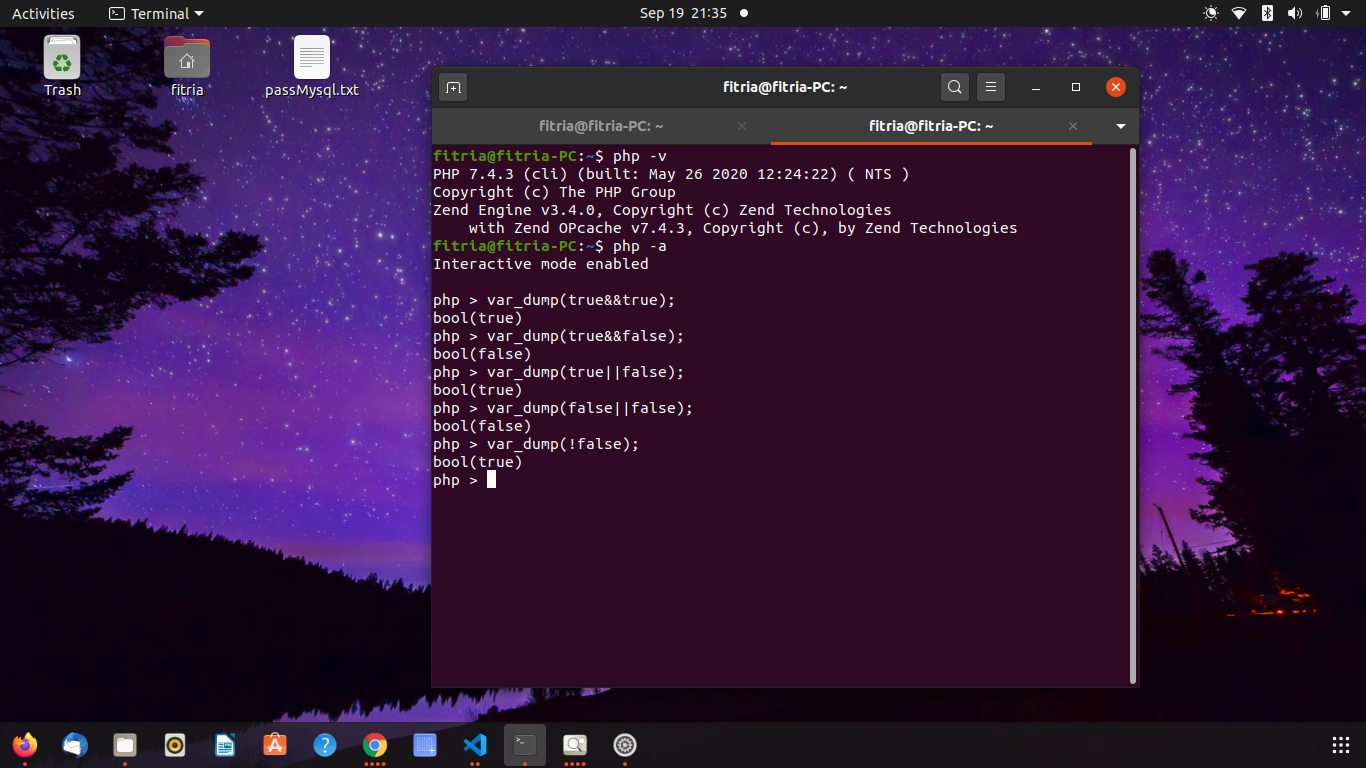 Activities
Terminal
Sep 19 21:35
Trash
fitria
passMysql.txt
fitria@fitria-PC: ~
fitria@fitria-PC: ~
fitria@fitria-PC: ~
fitria@fitria-PC:~$ php -v
PHP 7.4.3 (cli) (built: May 26 2020 12:24:22) ( NTS )
Copyright (c) The PHP Group
Zend Engine v3.4.0, Copyright (c) Zend Technologies
    with Zend OPcache v7.4.3, Copyright (c), by Zend Technologies
fitria@fitria-PC:~$ php -a
Interactive mode enabled
php > var_dump(true&&true);
bool(true)
php > var_dump(true&&false);
bool(false)
php > var_dump(true||false);
bool(true)
php > var_dump(false||false);
bool(false)
php > var_dump(!false);
bool(true)
php >